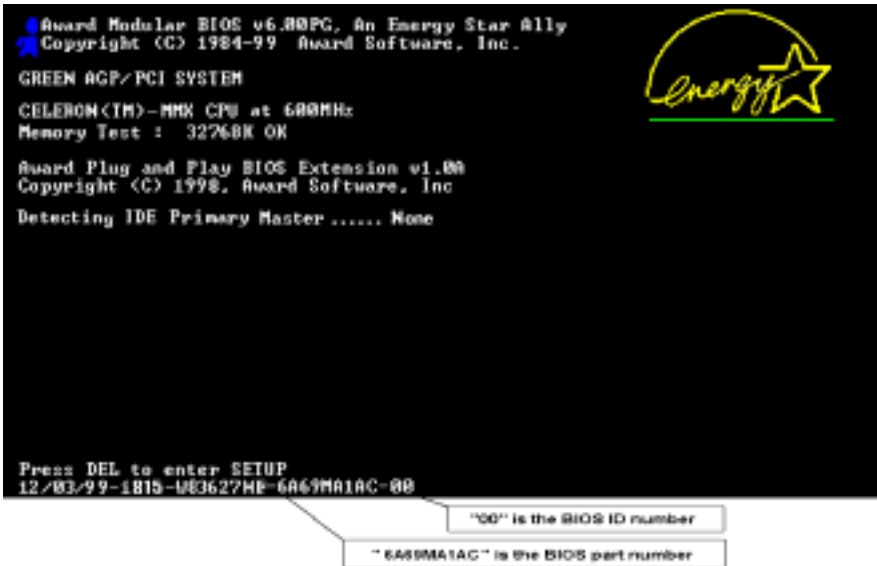 Award Modular BIOS v6.00PG, An Energy Star Ally
Copyright (C) 1984-99 Award Software, Inc.
energy
GREEN AGP/PCI SYSTEM
CELERON(TM)-MMX CPU at 600MHz
Memory Test : 32768K OK
Award Plug and Play BIOS Extension v1.0A
Copyright (C) 1998, Award Software, Inc
Detecting IDE Primary Master ...... None
Press DEL to enter SETUP
12/03/99-i815-W83627HF-6A69MA1AC-00
"00" is the BIOS ID number
" 6A69MA1AC " is the BIOS part number